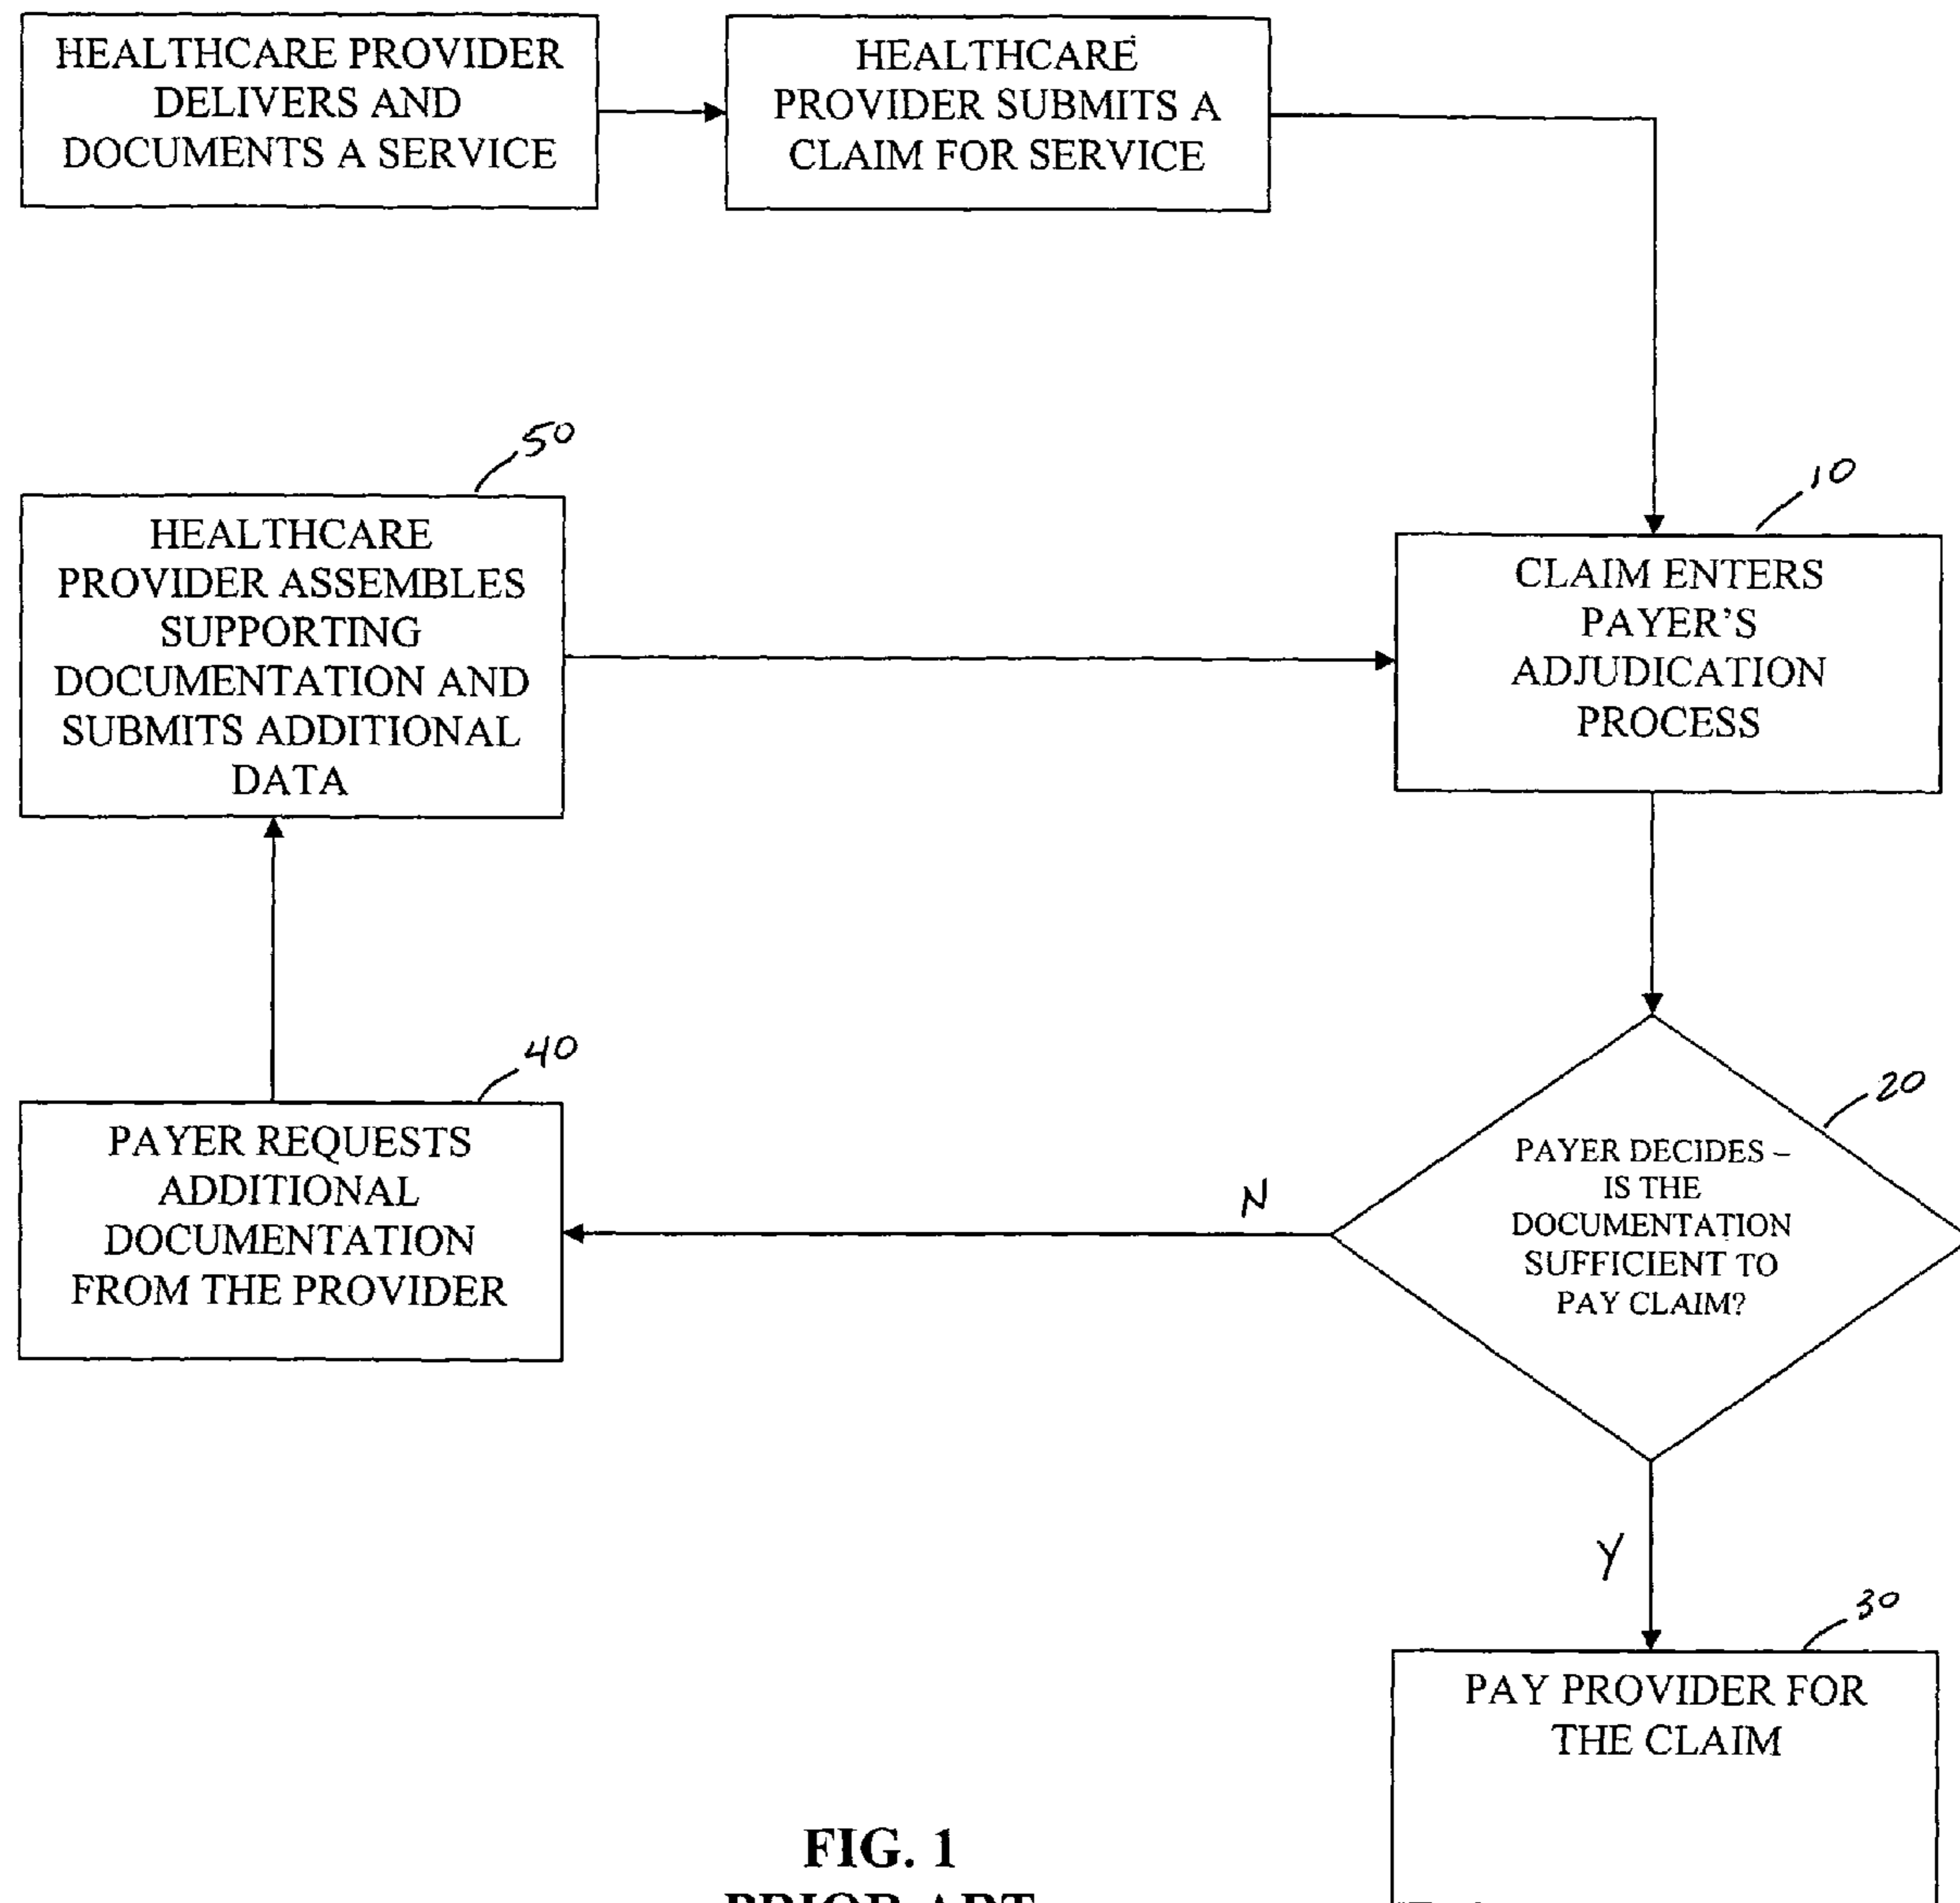 HEALTHCARE PROVIDER
DELIVERS AND
DOCUMENTS A SERVICE
HEALTHCARE
PROVIDER SUBMITS A
CLAIM FOR SERVICE
50
HEALTHCARE
PROVIDER ASSEMBLES
SUPPORTING
DOCUMENTATION AND
SUBMITS ADDITIONAL
DATA
10
CLAIM ENTERS
PAYER'S
ADJUDICATION
PROCESS
40
PAYER REQUESTS
ADDITIONAL
DOCUMENTATION
FROM THE PROVIDER
N
20
PAYER DECIDES –
IS THE
DOCUMENTATION
SUFFICIENT TO
PAY CLAIM?
Y
30
PAY PROVIDER FOR
THE CLAIM
FIG. 1
PRIOR ART